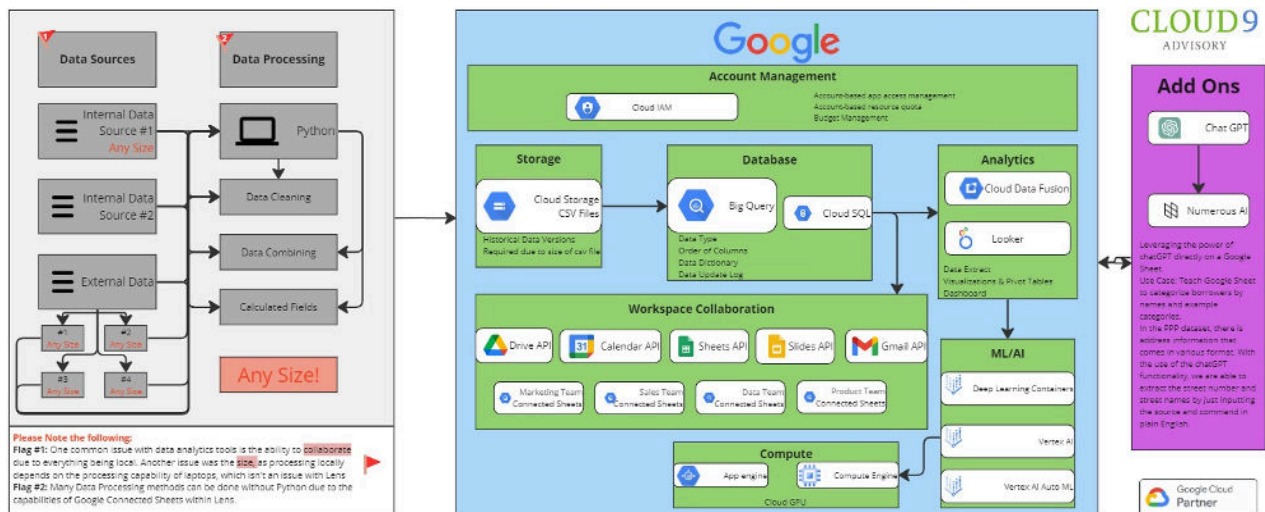 1
Data Sources
Internal Data
Source #1
Any Size
Internal Data
Source #2
External Data
#1
Any Size
#2
Any Size
#3
Any Size
#4
Any Size
2
Data Processing
Python
Data Cleaning
Data Combining
Calculated Fields
Any Size!
Please Note the following:
Flag #1: One common issue with data analytics tools is the ability to collaborate
due to everything being local. Another issue was the size, as processing locally
depends on the processing capability of laptops, which isn't an issue with Lens
Flag #2: Many Data Processing methods can be done without Python due to the
capabilities of Google Connected Sheets within Lens.
Google
Account Management
Cloud IAM
Account-based app access management
Account-based resource quota
Budget Management
Storage
Cloud Storage
CSV Files
Historical Data Versions
Required due to size of csv file
Database
Big Query
Cloud SQL
Data Type
Order of Columns
Data Dictionary
Data Update Log
Analytics
Cloud Data Fusion
Looker
Data Extract
Visualizations & Pivot Tables
Dashboard
Workspace Collaboration
Drive API
31
Calendar API
Sheets API
Slides API
Gmail API
Marketing Team
Connected Sheets
Sales Team
Connected Sheets
Data Team
Connected Sheets
Product Team
Connected Sheets
ML/AI
Deep Learning Containers
Vertex AI
Vertex AI Auto ML
Compute
App engine
Compute Engine
Cloud GPU
CLOUD9
ADVISORY
Add Ons
Chat GPT
Numerous AI
Leveraging the power of
chatGPT directly on a Google
Sheet.
Use Case: Teach Google Sheet
to categorize borrowers by
names and example
categories.
In the PPP dataset, there is
address information that
comes in various format. With
the use of the chatGPT
functionality, we are able to
extract the street number and
street names by just inputting
the source and command in
plain English.
Google Cloud
Partner